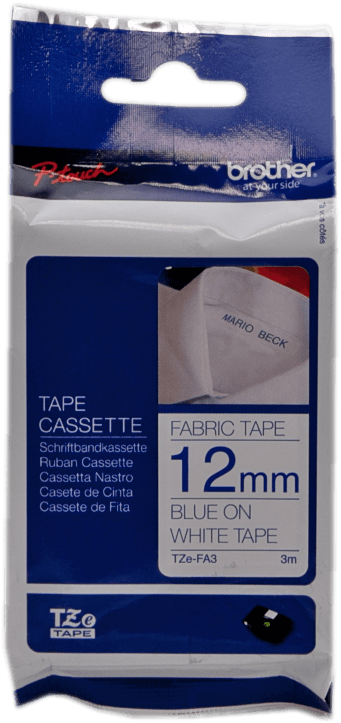 P-touch
brother
at your side
MARIO BECK
TAPE
CASSETTE
Schriftbandkassette
Ruban Cassette
Cassetta Nastro
Casete de Cinta
Cassete de Fita
FABRIC TAPE
12mm
BLUE ON
WHITE TAPE
TZe-FA3 3m
TZe
TAPE